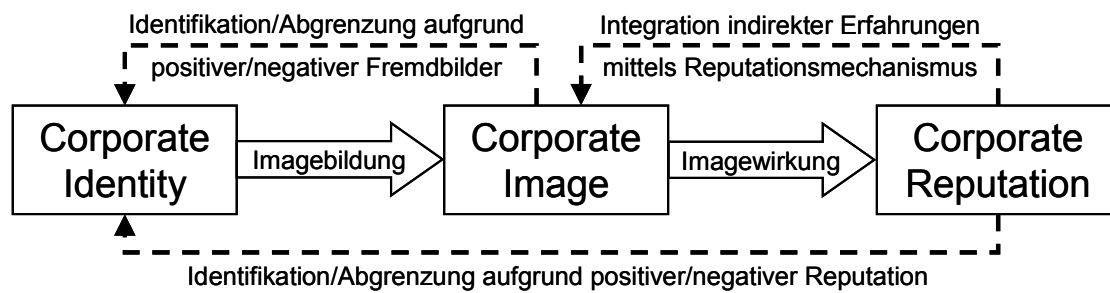 Identifikation/Abgrenzung aufgrund
positiver/negativer Fremdbilder
Integration indirekter Erfahrungen
mittels Reputationsmechanismus
Corporate
Identity
Imagebildung
Corporate
Image
Imagewirkung
Corporate
Reputation
Identifikation/Abgrenzung aufgrund positiver/negativer Reputation